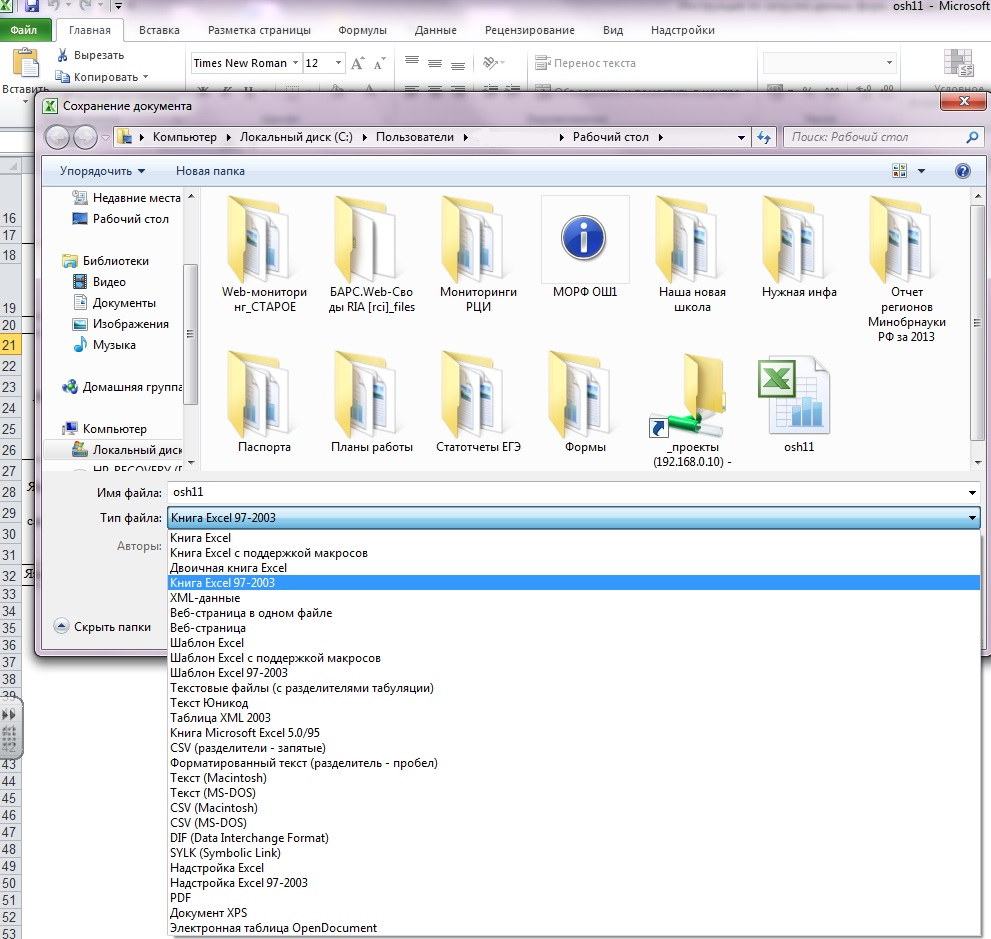 osh11 - Microsoft
Файл Главная Вставка Разметка страницы Формулы Данные Рецензирование Вид Надстройки
Вырезать
Копировать
Вставить
Times New Roman 12
Перенос текста
Сохранение документа
Компьютер Локальный диск (C:) Пользователи Рабочий стол
Поиск: Рабочий стол
Упорядочить Новая папка
Недавние места
Рабочий стол
Библиотеки
Видео
Документы
Изображения
Музыка
Домашняя группа
Компьютер
Локальный диск
HP_RECOVERY (D
Web-монитори
нг_СТАРОЕ
БАРС.Web-Сво
ды RIA [rci]_files
Мониторинги
РЦИ
МОРФ ОШ1
Наша новая
школа
Нужная инфа
Отчет
регионов
Минобрнауки
РФ за 2013
Паспорта
Планы работы
Статотчеты ЕГЭ
Формы
_проекты
(192.168.0.10) -
osh11
Имя файла: osh11
Тип файла: Книга Excel 97-2003
Авторы:
Скрыть папки
Книга Excel
Книга Excel с поддержкой макросов
Двоичная книга Excel
Книга Excel 97-2003
XML-данные
Веб-страница в одном файле
Веб-страница
Шаблон Excel
Шаблон Excel с поддержкой макросов
Шаблон Excel 97-2003
Текстовые файлы (с разделителями табуляции)
Текст Юникод
Таблица XML 2003
Книга Microsoft Excel 5.0/95
CSV (разделители - запятые)
Форматированный текст (разделитель - пробел)
Текст (Macintosh)
Текст (MS-DOS)
CSV (Macintosh)
CSV (MS-DOS)
DIF (Data Interchange Format)
SYLK (Symbolic Link)
Надстройка Excel
Надстройка Excel 97-2003
PDF
Документ XPS
Электронная таблица OpenDocument
16
17
18
19
20
21
22
23
24
25
26
27
28
29
30
31
32
33
34
35
36
37
38
39
42
43
44
45
46
47
48
49
50
51
52
53